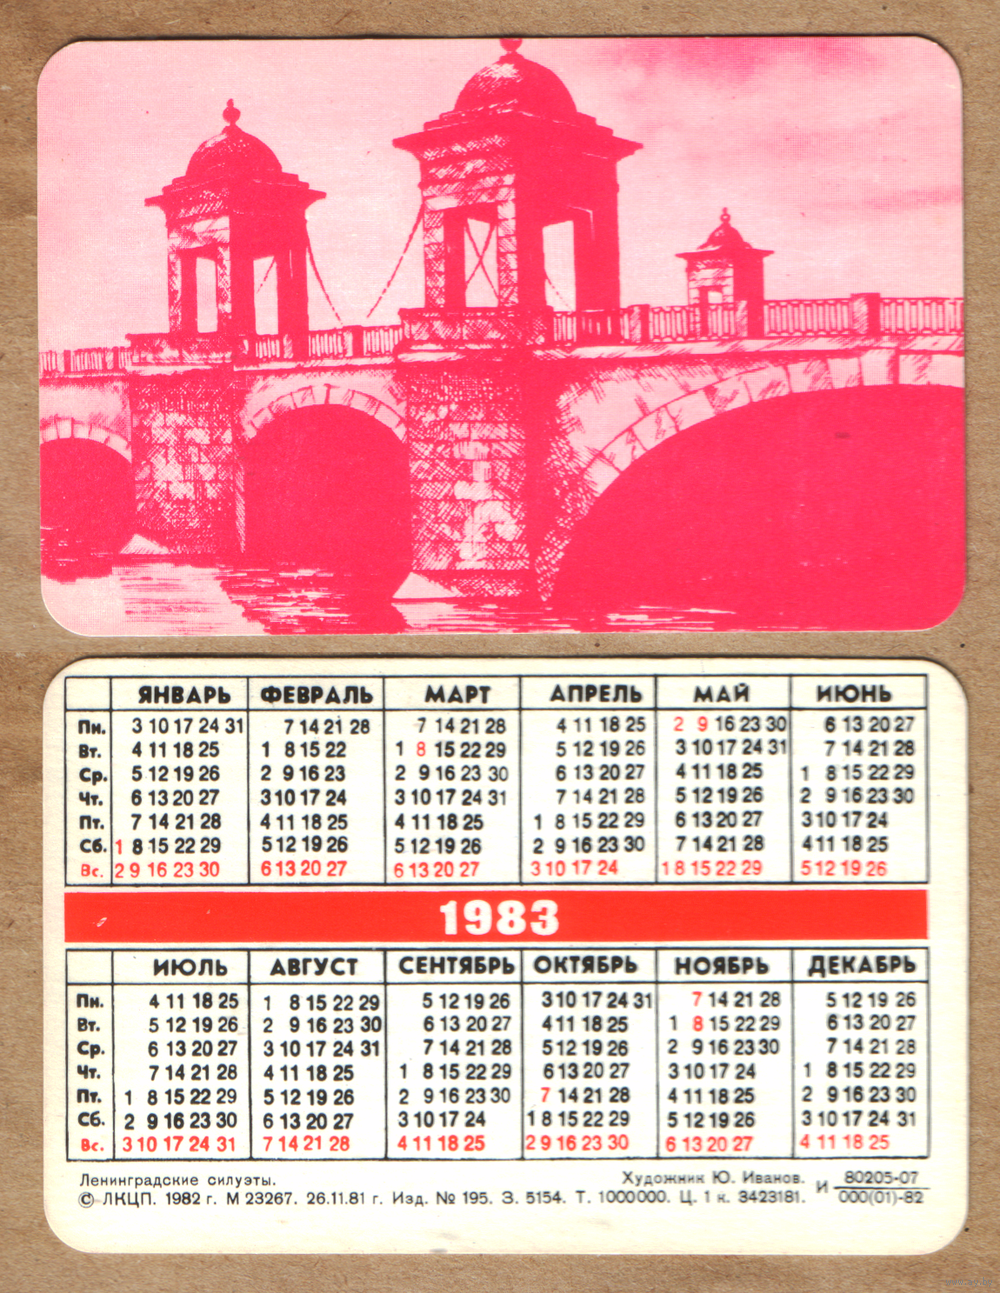 ЯНВАРЬ ФЕВРАЛЬ МАРТ АПРЕЛЬ МАЙ ИЮНЬ
Пн. 3 10 17 24 31 7 14 21 28 7 14 21 28 4 11 18 25 2 9 16 23 30 6 13 20 27
Вт. 4 11 18 25 1 8 15 22 1 8 15 22 29 5 12 19 26 3 10 17 24 31 7 14 21 28
Ср. 5 12 19 26 2 9 16 23 2 9 16 23 30 6 13 20 27 4 11 18 25 1 8 15 22 29
Чт. 6 13 20 27 3 10 17 24 3 10 17 24 31 7 14 21 28 5 12 19 26 2 9 16 23 30
Пт. 7 14 21 28 4 11 18 25 4 11 18 25 1 8 15 22 29 6 13 20 27 3 10 17 24
Сб. 1 8 15 22 29 5 12 19 26 5 12 19 26 2 9 16 23 30 7 14 21 28 4 11 18 25
Вс. 2 9 16 23 30 6 13 20 27 6 13 20 27 3 10 17 24 1 8 15 22 29 5 12 19 26
1983
ИЮЛЬ АВГУСТ СЕНТЯБРЬ ОКТЯБРЬ НОЯБРЬ ДЕКАБРЬ
Пн. 4 11 18 25 1 8 15 22 29 5 12 19 26 3 10 17 24 31 7 14 21 28 5 12 19 26
Вт. 5 12 19 26 2 9 16 23 30 6 13 20 27 4 11 18 25 1 8 15 22 29 6 13 20 27
Ср. 6 13 20 27 3 10 17 24 31 7 14 21 28 5 12 19 26 2 9 16 23 30 7 14 21 28
Чт. 7 14 21 28 4 11 18 25 1 8 15 22 29 6 13 20 27 3 10 17 24 1 8 15 22 29
Пт. 1 8 15 22 29 5 12 19 26 2 9 16 23 30 7 14 21 28 4 11 18 25 2 9 16 23 30
Сб. 2 9 16 23 30 6 13 20 27 3 10 17 24 1 8 15 22 29 5 12 19 26 3 10 17 24 31
Вс. 3 10 17 24 31 7 14 21 28 4 11 18 25 2 9 16 23 30 6 13 20 27 4 11 18 25
Ленинградские силуэты. Художник Ю. Иванов. И 80205-07
© ЛКЦП. 1982 г. М 23267. 26.11.81 г. Изд. № 195. З. 5154. Т. 1000000. Ц. 1 к. 3423181. 000(01)-82